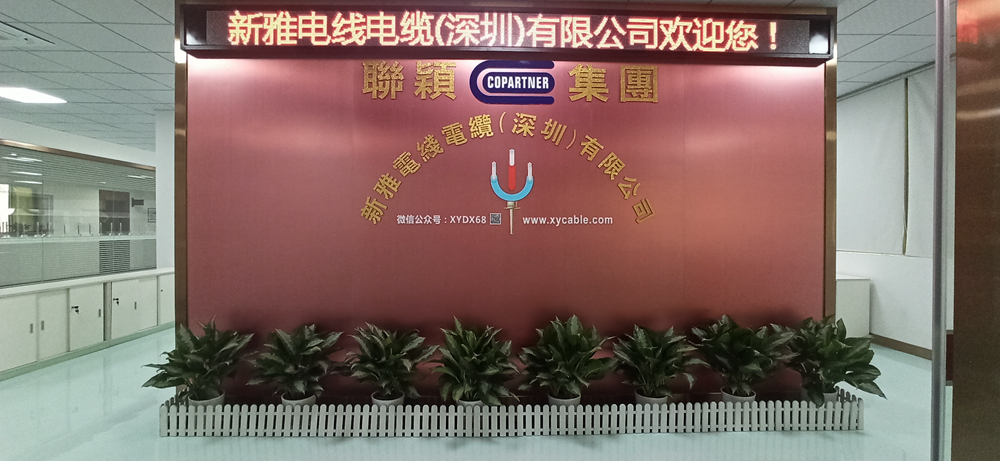 新雅电线电缆(深圳)有限公司欢迎您！
聯穎 COPARTNER 集團
新雅電綫電纜(深圳)有限公司
微信公众号：XYDX68 www.xycable.com